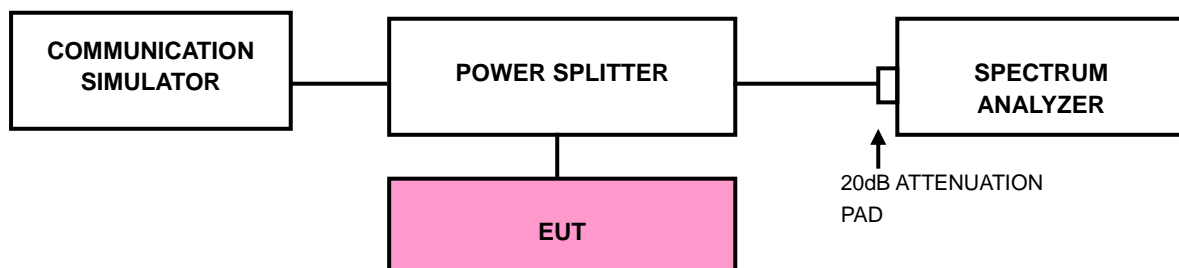 COMMUNICATION
SIMULATOR
POWER SPLITTER
SPECTRUM
ANALYZER
20dB ATTENUATION
PAD
EUT